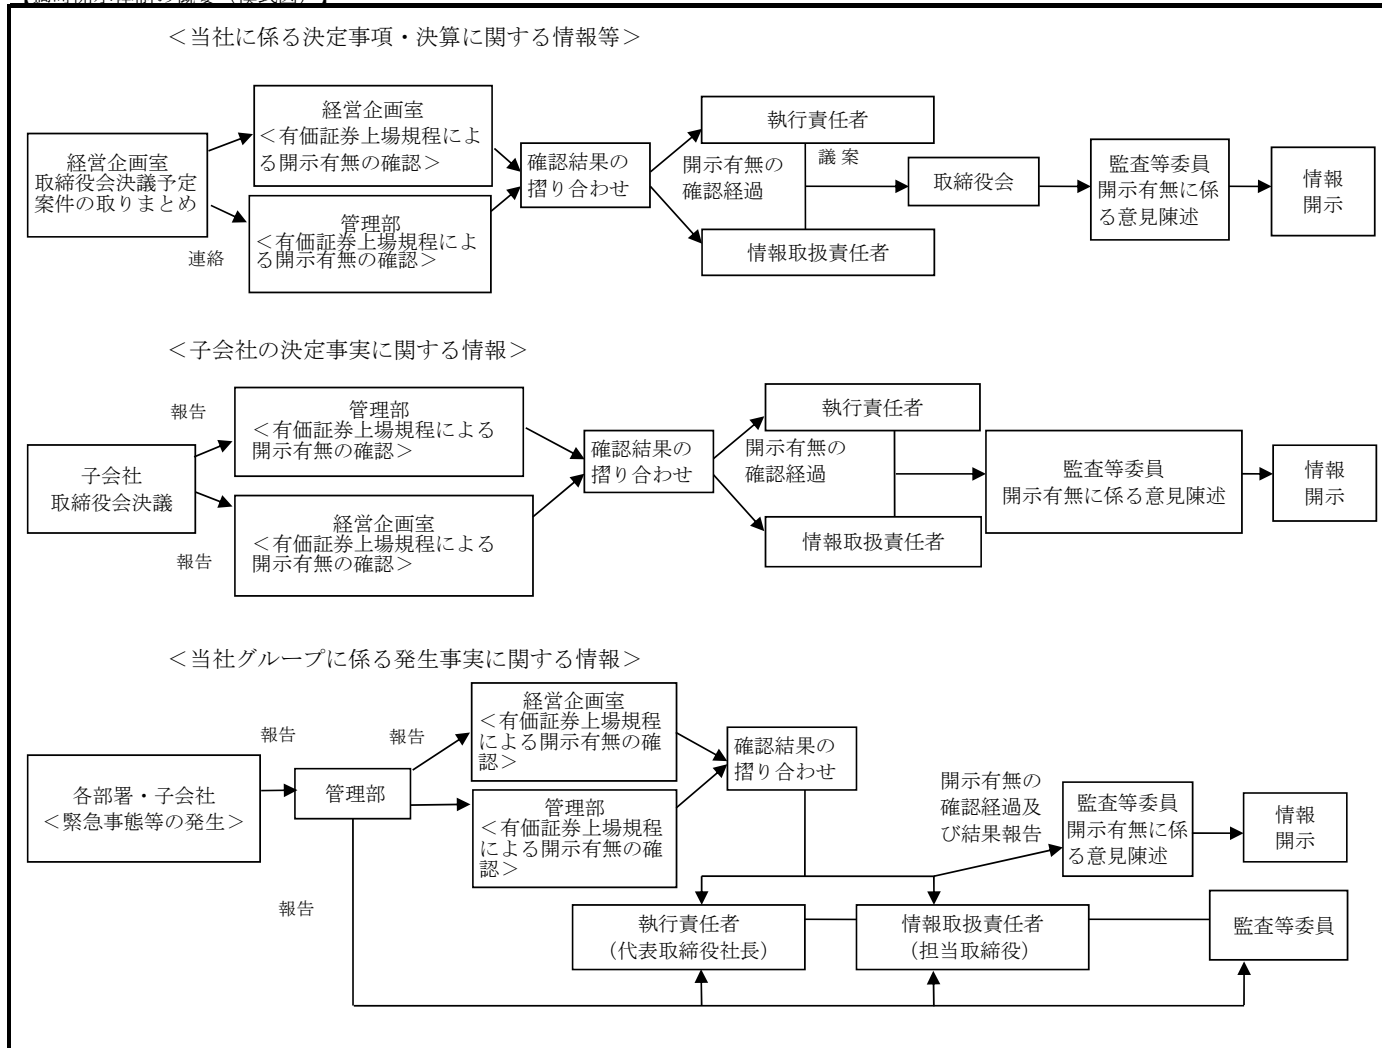 ＜当社に係る決定事項・決算に関する情報等＞
経営企画室
取締役会決議予定
案件の取りまとめ
連絡
経営企画室
＜有価証券上場規程によ
る開示有無の確認＞
管理部
＜有価証券上場規程によ
る開示有無の確認＞
確認結果の
摺り合わせ
執行責任者
開示有無の
確認経過
議案
情報取扱責任者
取締役会
監査等委員
開示有無に係
る意見陳述
情報
開示
＜子会社の決定事実に関する情報＞
子会社
取締役会決議
報告
報告
管理部
＜有価証券上場規程による
開示有無の確認＞
経営企画室
＜有価証券上場規程による
開示有無の確認＞
確認結果の
摺り合わせ
執行責任者
開示有無の
確認経過
情報取扱責任者
監査等委員
開示有無に係る意見陳述
情報
開示
＜当社グループに係る発生事実に関する情報＞
各部署・子会社
＜緊急事態等の発生＞
報告
管理部
報告
報告
経営企画室
＜有価証券上場規程
による開示有無の確
認＞
管理部
＜有価証券上場規程
による開示有無の確
認＞
確認結果の
摺り合わせ
開示有無の
確認経過及
び結果報告
監査等委員
開示有無に係
る意見陳述
情報
開示
執行責任者
（代表取締役社長）
情報取扱責任者
（担当取締役）
監査等委員